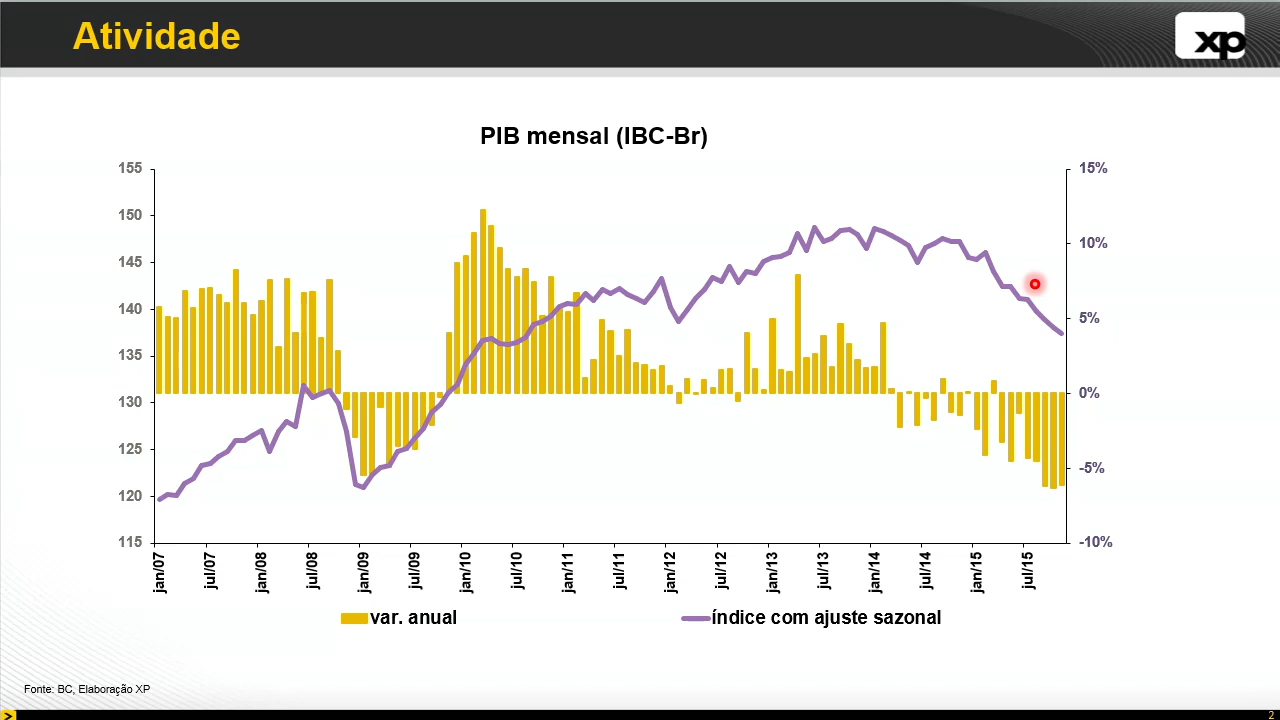 Atividade
xp
PIB mensal (IBC-Br)
155
150
145
140
135
130
125
120
115
15%
10%
5%
0%
-5%
-10%
jan/07
jul/07
jan/08
jul/08
jan/09
jul/09
jan/10
jul/10
jan/11
jul/11
jan/12
jul/12
jan/13
jul/13
jan/14
jul/14
jan/15
jul/15
var. anual
índice com ajuste sazonal
Fonte: BC, Elaboração XP
2